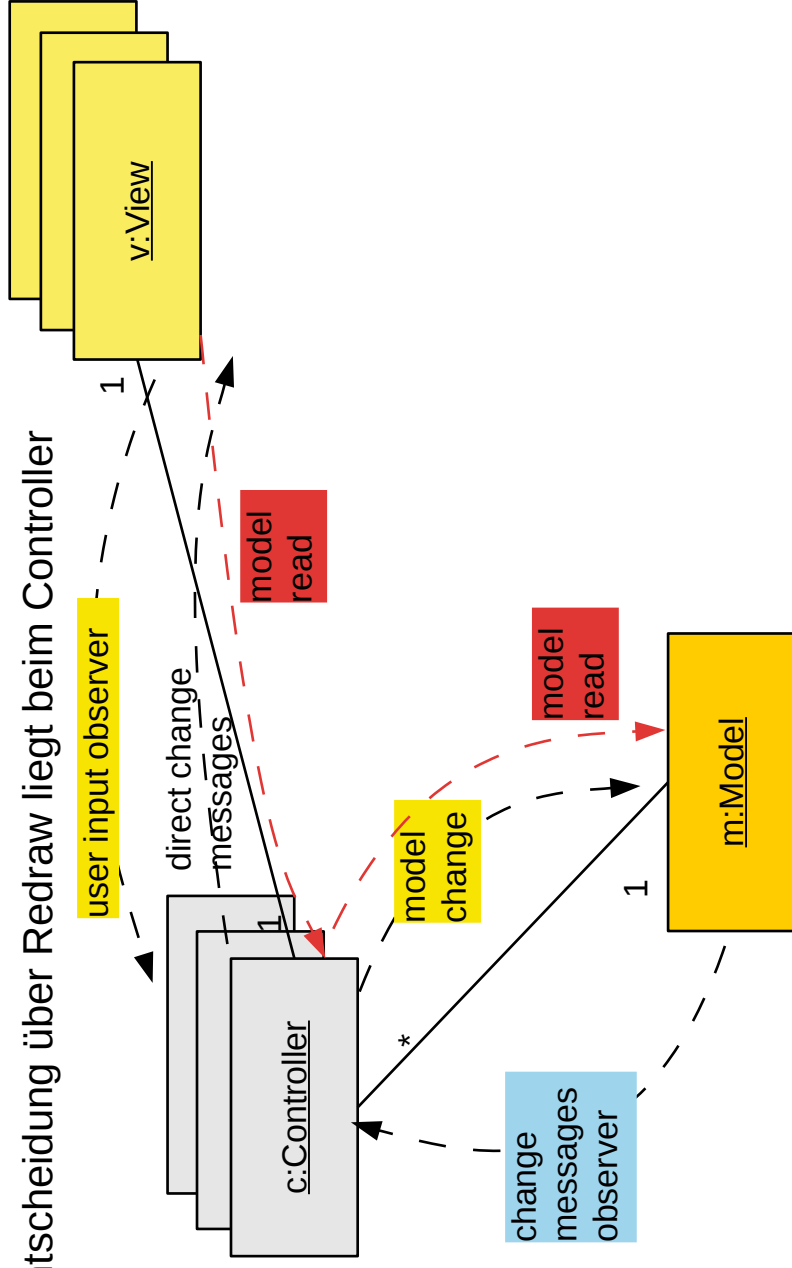 tscheidung über Redraw liegt beim Controller
user input observer
1
v:View
direct change
messages
1
model
read
c:Controller
*
model
change
change
messages
observer
model
read
1
m:Model